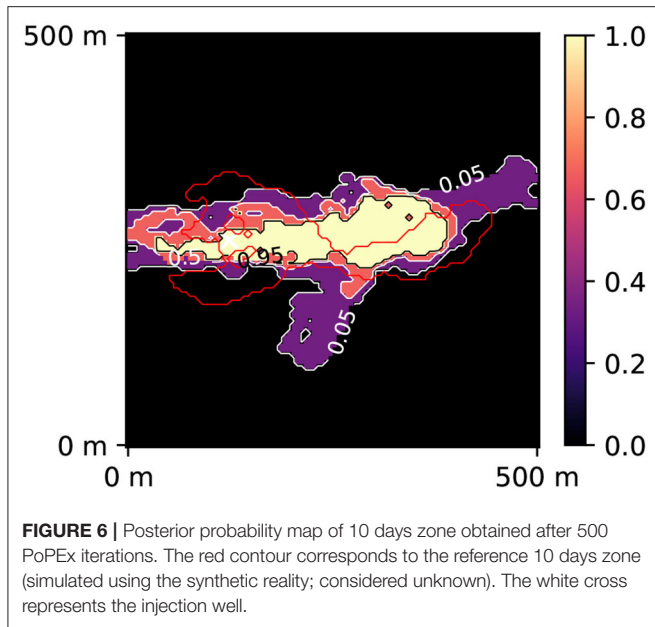 500 m
1.0
0.8
0.05
0.6
0.5
0.95
0.4
0.05
0.2
0 m
0.0
0 m
500 m
FIGURE 6 | Posterior probability map of 10 days zone obtained after 500
PoPEx iterations. The red contour corresponds to the reference 10 days zone
(simulated using the synthetic reality; considered unknown). The white cross
represents the injection well.